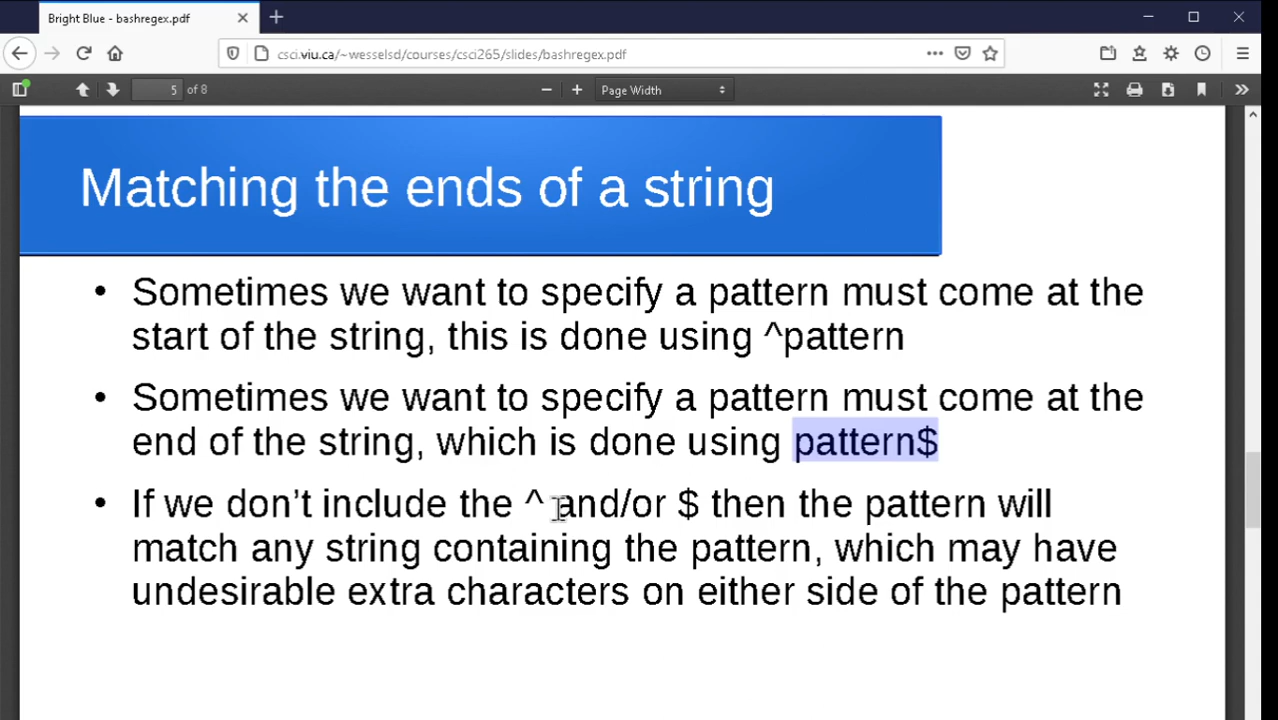 Bright Blue - bashregex.pdf
csci.viu.ca/~wesselsd/courses/csci265/slides/bashregex.pdf
5 of 8
Page Width
Matching the ends of a string
• Sometimes we want to specify a pattern must come at the
start of the string, this is done using ^pattern
• Sometimes we want to specify a pattern must come at the
end of the string, which is done using pattern$
• If we don’t include the ^ and/or $ then the pattern will
match any string containing the pattern, which may have
undesirable extra characters on either side of the pattern